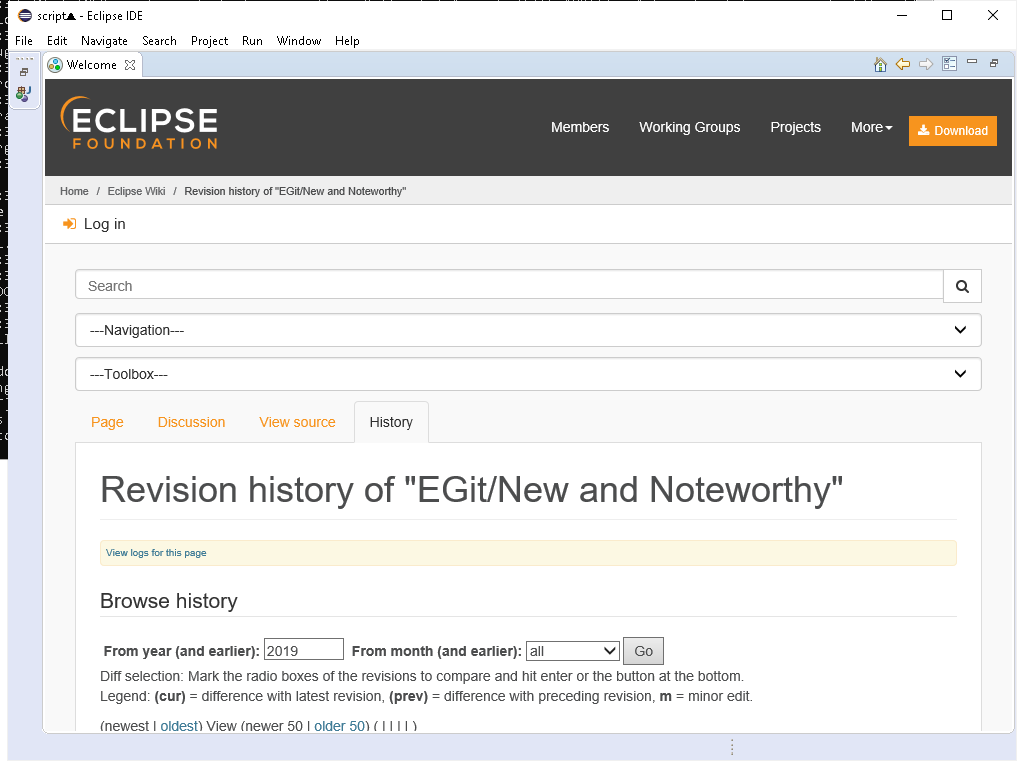 script▲ - Eclipse IDE
File Edit Navigate Search Project Run Window Help
Welcome
ECLIPSE
FOUNDATION
Members Working Groups Projects More Download
Home / Eclipse Wiki / Revision history of "EGit/New and Noteworthy"
Log in
Search
---Navigation---
---Toolbox---
Page Discussion View source History
Revision history of "EGit/New and Noteworthy"
View logs for this page
Browse history
From year (and earlier): 2019 From month (and earlier): all Go
Diff selection: Mark the radio boxes of the revisions to compare and hit enter or the button at the bottom.
Legend: (cur) = difference with latest revision, (prev) = difference with preceding revision, m = minor edit.
(newest | oldest) View (newer 50 | older 50) ( | | | | )